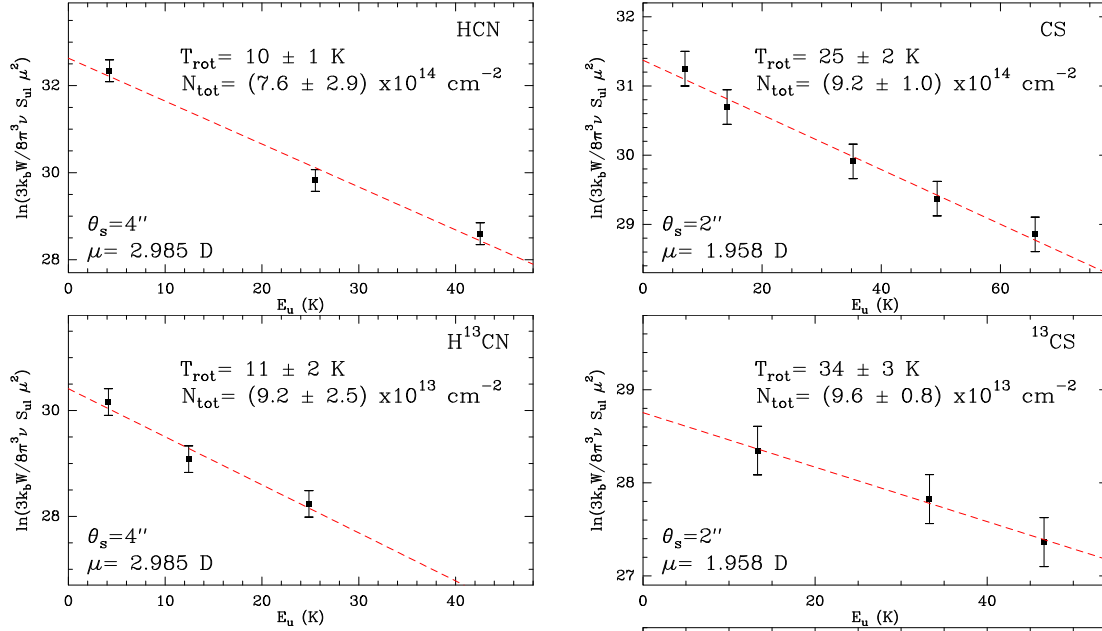 HCN
T_rot= 10 ± 1 K
N_tot= (7.6 ± 2.9) x10^14 cm^-2
θ_s=4''
μ= 2.985 D
ln(3k_bW/8π^3ν S_ul μ^2)
32
30
28
0 10 20 30 40
E_u (K)
CS
T_rot= 25 ± 2 K
N_tot= (9.2 ± 1.0) x10^14 cm^-2
θ_s=2''
μ= 1.958 D
ln(3k_bW/8π^3ν S_ul μ^2)
32
31
30
29
0 20 40 60
E_u (K)
H^13CN
T_rot= 11 ± 2 K
N_tot= (9.2 ± 2.5) x10^13 cm^-2
θ_s=4''
μ= 2.985 D
ln(3k_bW/8π^3ν S_ul μ^2)
30
28
0 10 20 30 40
E_u (K)
^13CS
T_rot= 34 ± 3 K
N_tot= (9.6 ± 0.8) x10^13 cm^-2
θ_s=2''
μ= 1.958 D
ln(3k_bW/8π^3ν S_ul μ^2)
29
28
27
0 20 40
E_u (K)